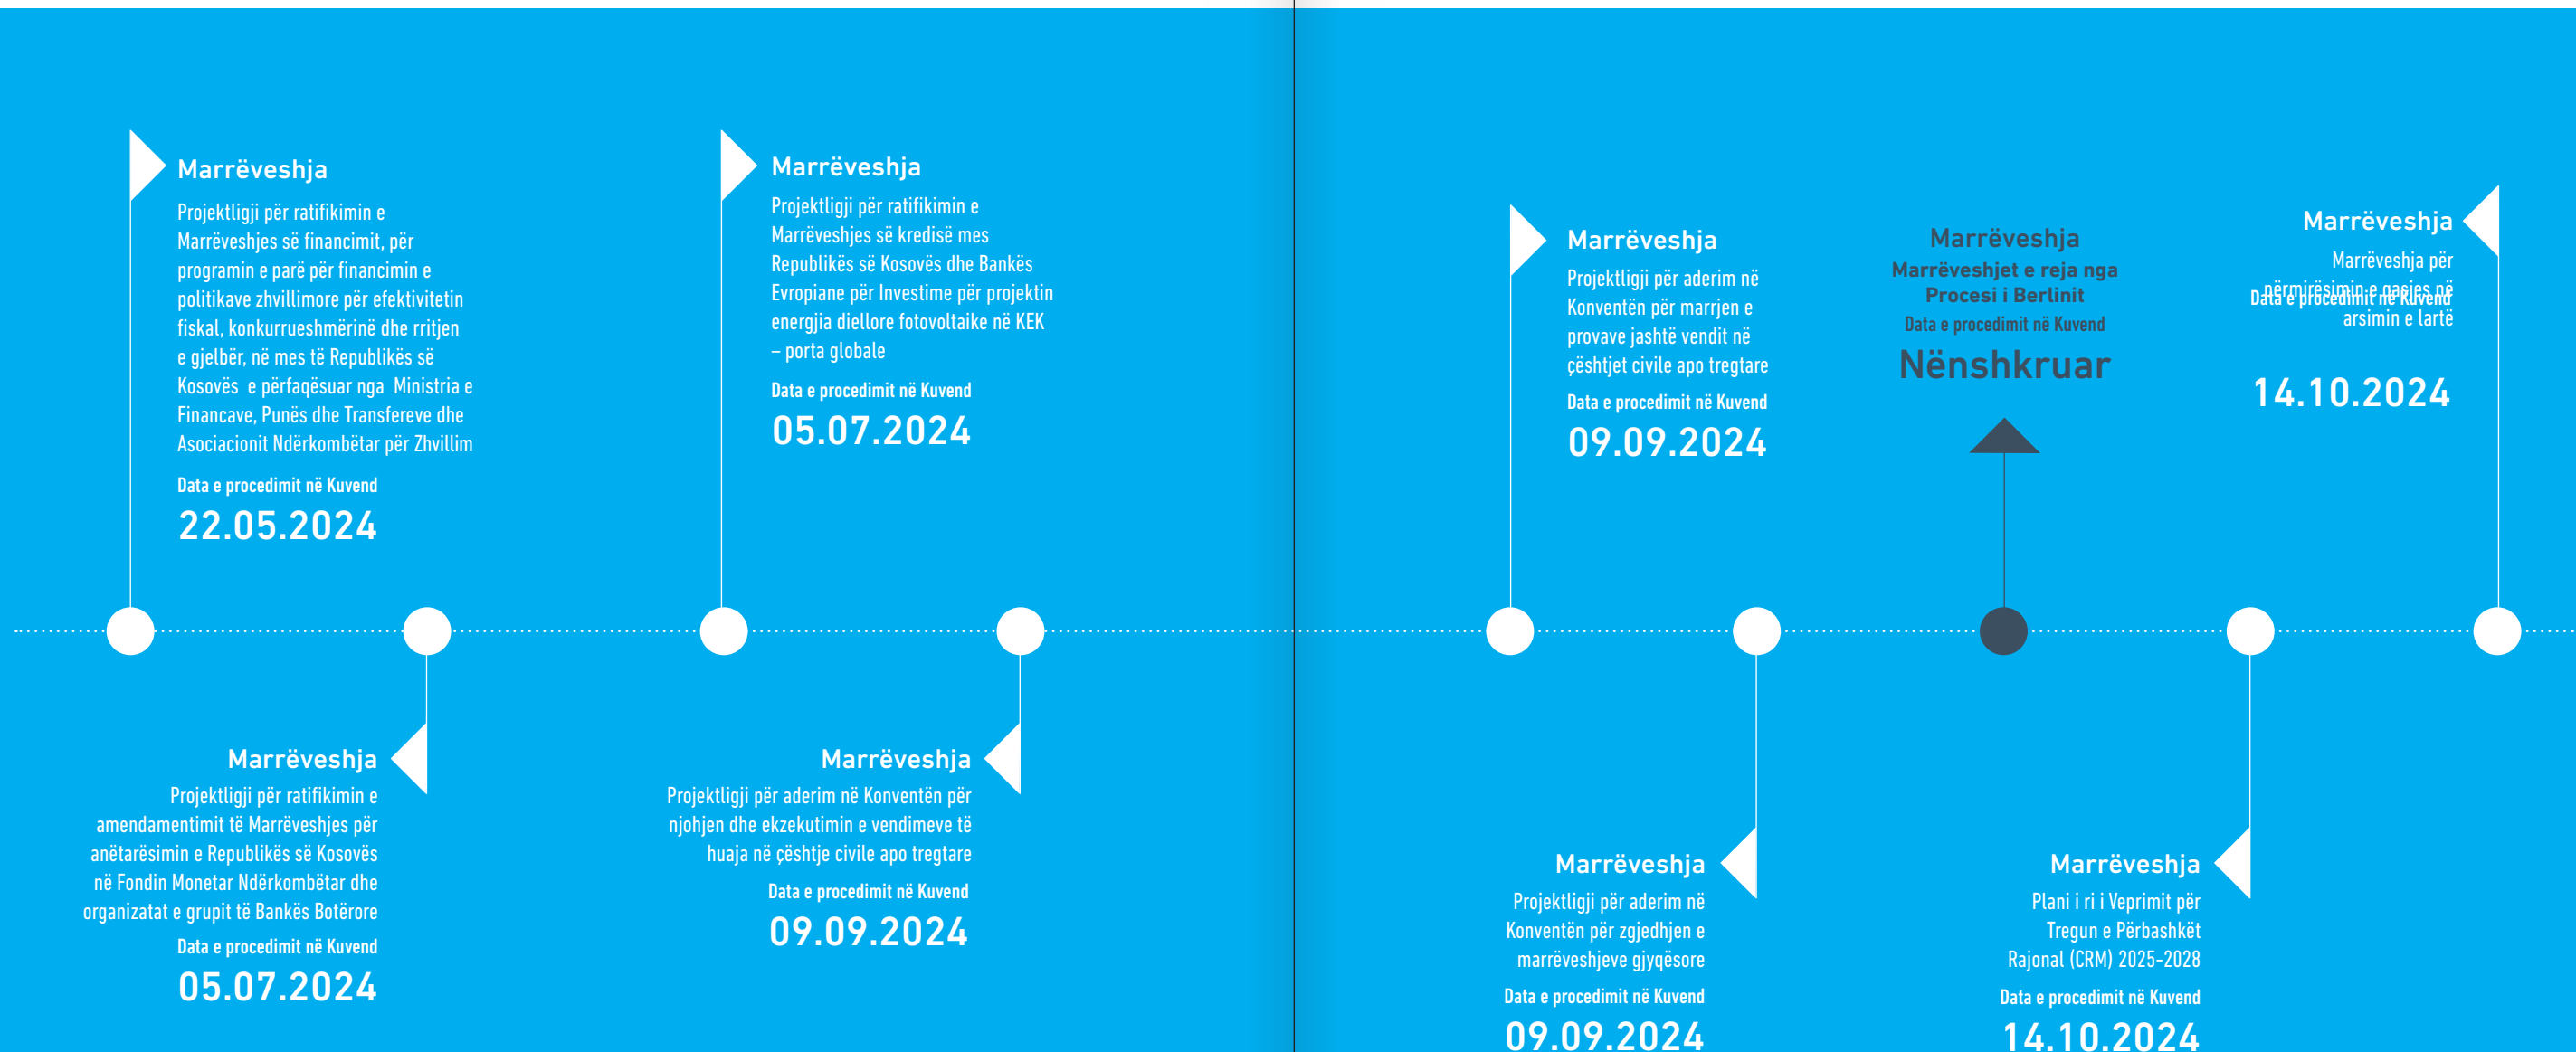 Marrëveshja
Projektligji për ratifikimin e
Marrëveshjes së financimit, për
programin e parë për financimin e
politikave zhvillimore për efektivitetin
fiskal, konkurrueshmërinë dhe rritjen
e gjelbër, në mes të Republikës së
Kosovës e përfaqësuar nga Ministria e
Financave, Punës dhe Transfereve dhe
Asociacionit Ndërkombëtar për Zhvillim
Data e procedimit në Kuvend
22.05.2024
Marrëveshja
Projektligji për ratifikimin e
amendamentimit të Marrëveshjes për
anëtarësimin e Republikës së Kosovës
në Fondin Monetar Ndërkombëtar dhe
organizatat e grupit të Bankës Botërore
Data e procedimit në Kuvend
05.07.2024
Marrëveshja
Projektligji për ratifikimin e
Marrëveshjes së kredisë mes
Republikës së Kosovës dhe Bankës
Evropiane për Investime për projektin
energjia diellore fotovoltaike në KEK
– porta globale
Data e procedimit në Kuvend
05.07.2024
Marrëveshja
Projektligji për aderim në Konventën për
njohjen dhe ekzekutimin e vendimeve të
huaja në çështje civile apo tregtare
Data e procedimit në Kuvend
09.09.2024
Marrëveshja
Projektligji për aderim në
Konventën për marrjen e
provave jashtë vendit në
çështjet civile apo tregtare
Data e procedimit në Kuvend
09.09.2024
Marrëveshja
Projektligji për aderim në
Konventën për zgjedhjen e
marrëveshjeve gjyqësore
Data e procedimit në Kuvend
09.09.2024
Marrëveshja
Marrëveshjet e reja nga
Procesi i Berlinit
Data e procedimit në Kuvend
Nënshkruar
Marrëveshja
Plani i ri i Veprimit për
Tregun e Përbashkët
Rajonal (CRM) 2025-2028
Data e procedimit në Kuvend
14.10.2024
Marrëveshja
Marrëveshja për
përmirësimin e qasjes në
arsimin e lartë
Data e procedimit në Kuvend
14.10.2024